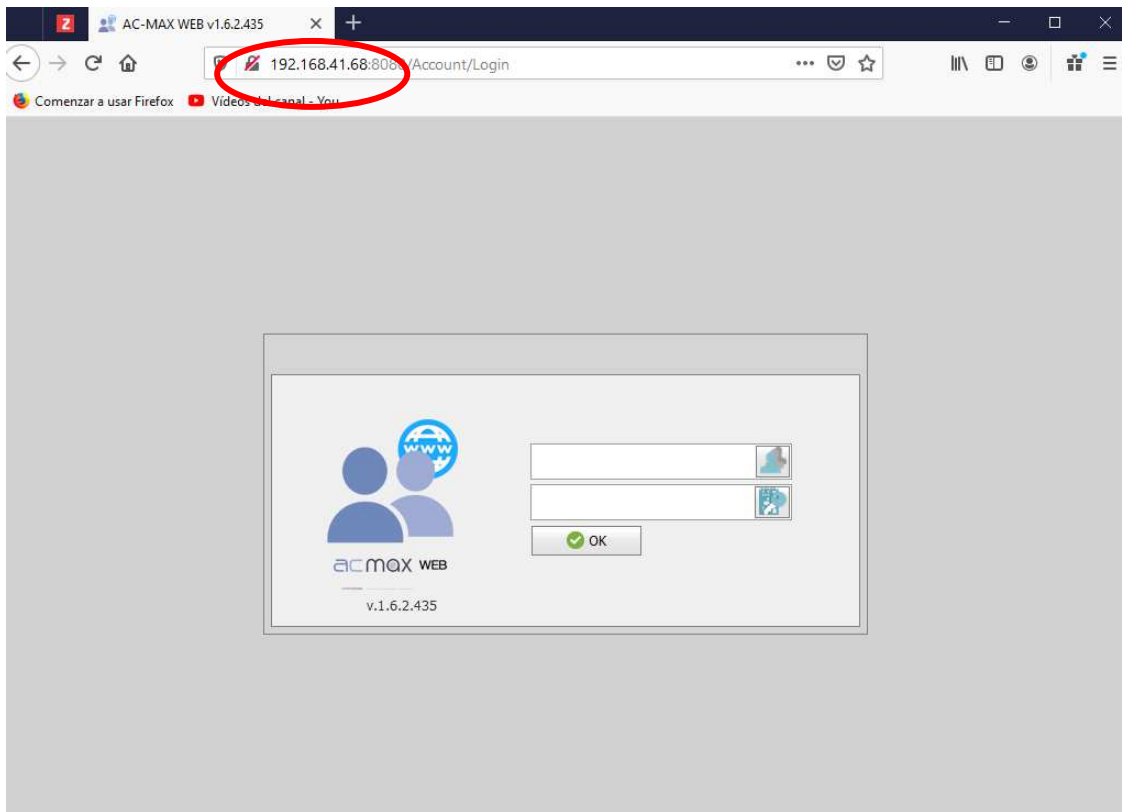 Z AC-MAX WEB v1.6.2.435
192.168.41.68:8080/Account/Login
Comenzar a usar Firefox Vídeos del canal - You
www
acmax WEB
v.1.6.2.435
OK